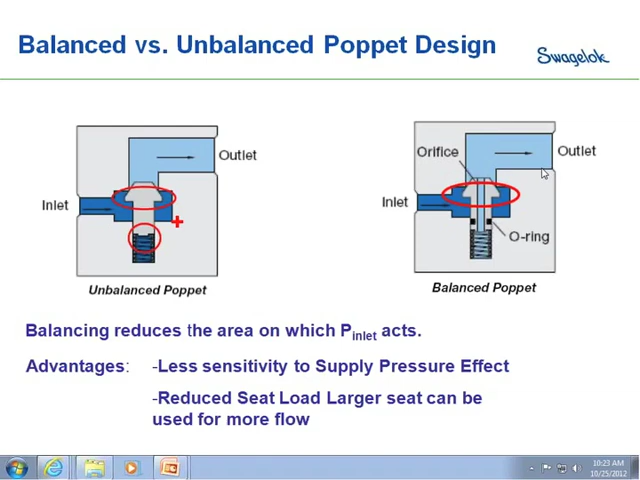 Balanced vs. Unbalanced Poppet Design
Swagelok
Outlet
Inlet
+
Unbalanced Poppet
Orifice
Outlet
Inlet
O-ring
Balanced Poppet
Balancing reduces the area on which Pinlet acts.
Advantages: -Less sensitivity to Supply Pressure Effect
-Reduced Seat Load Larger seat can be
used for more flow
10:23 AM
10/25/2012